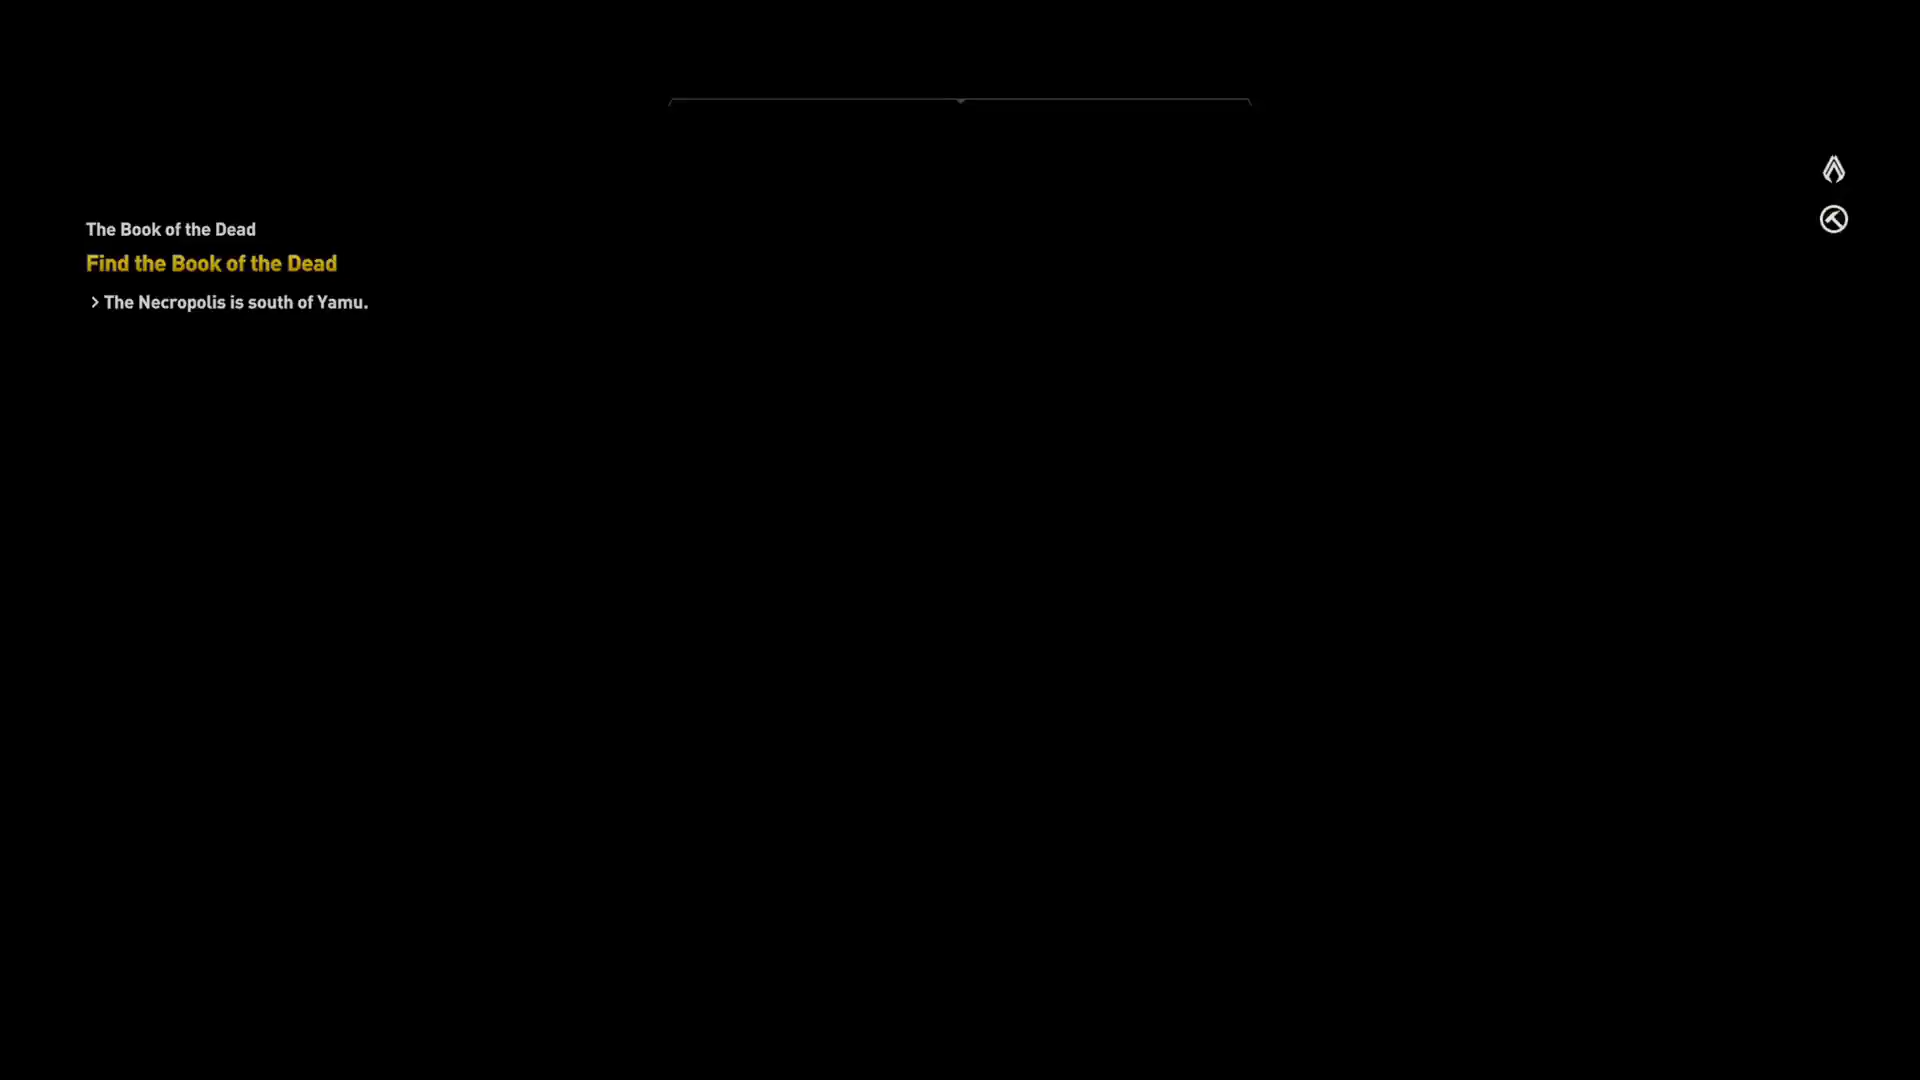 The Book of the Dead
Find the Book of the Dead
> The Necropolis is south of Yamu.